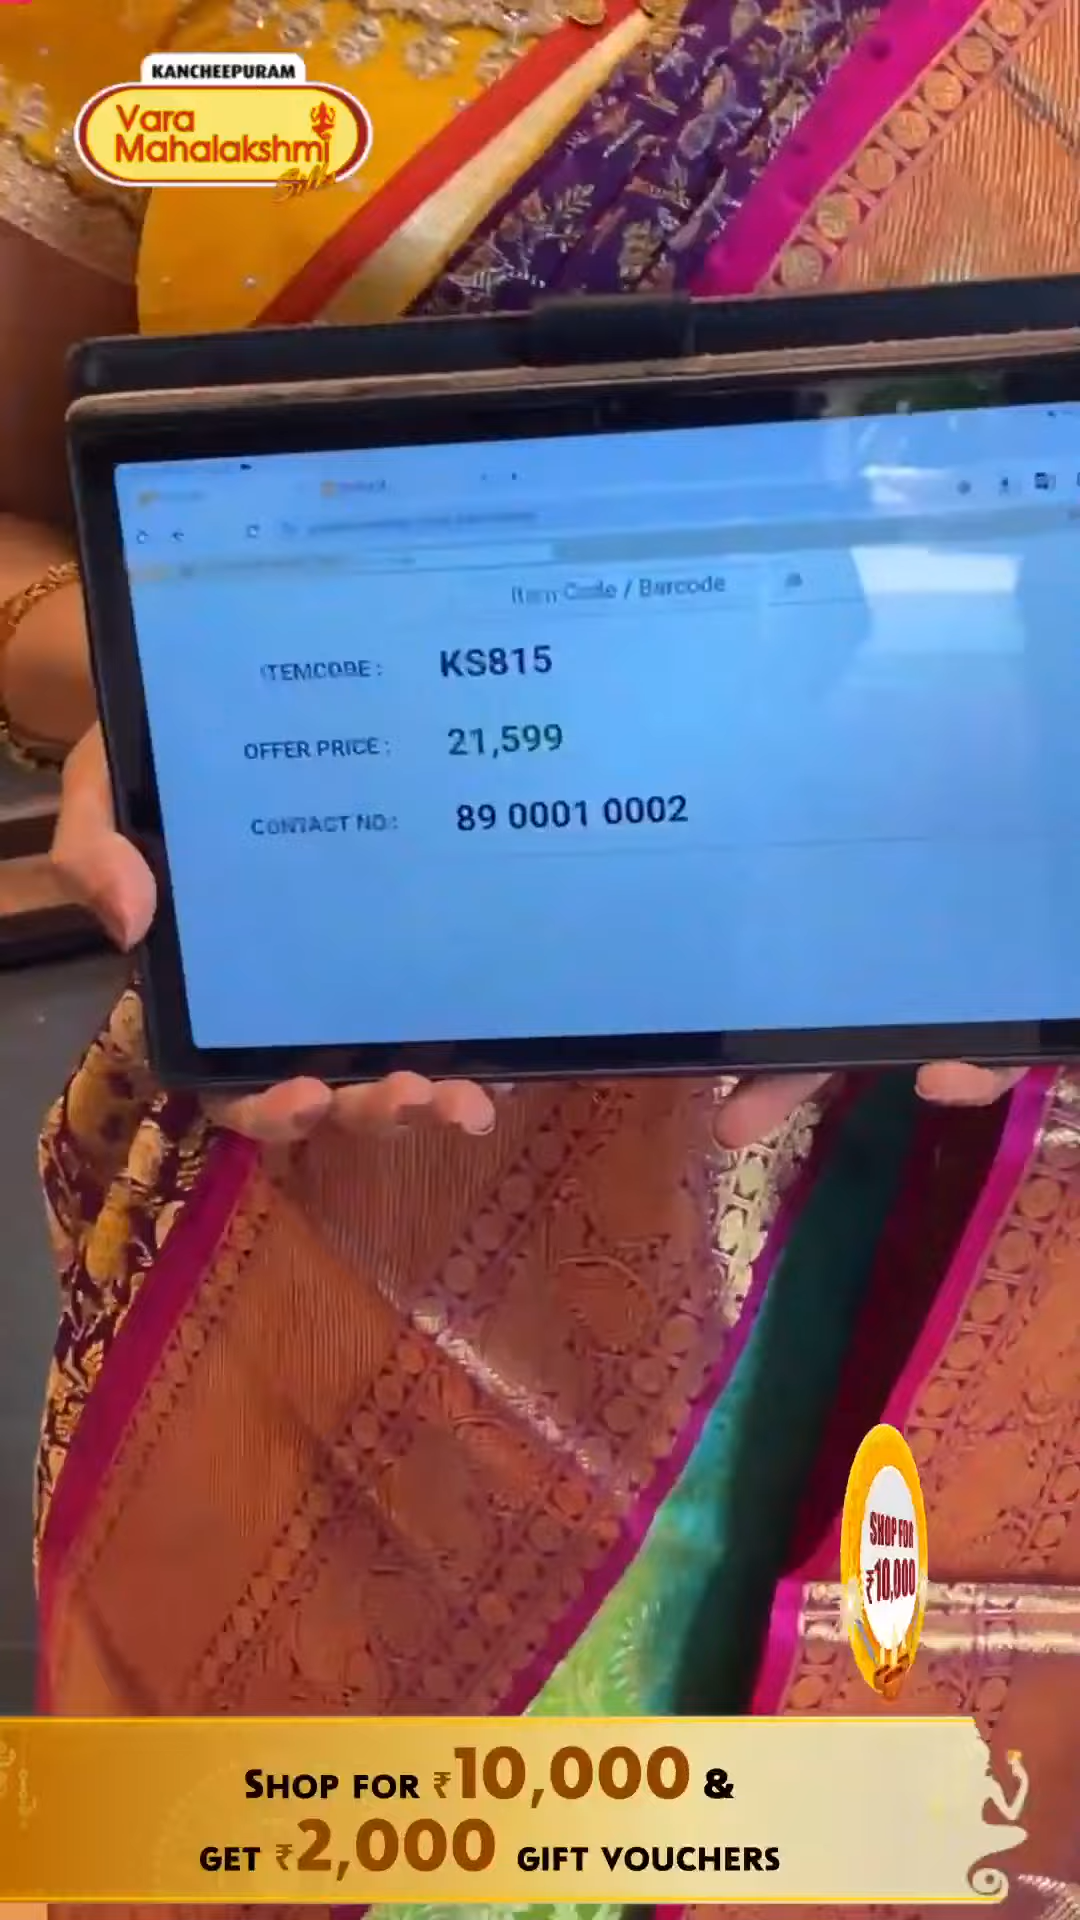 KANCHEEPURAM
Vara
Mahalakshmi
Silks
Item Code / Barcode
ITEMCODE : KS815
OFFER PRICE : 21,599
CONTACT NO.: 89 0001 0002
SHOP FOR
₹10,000
SHOP FOR ₹10,000 &
GET ₹2,000 GIFT VOUCHERS